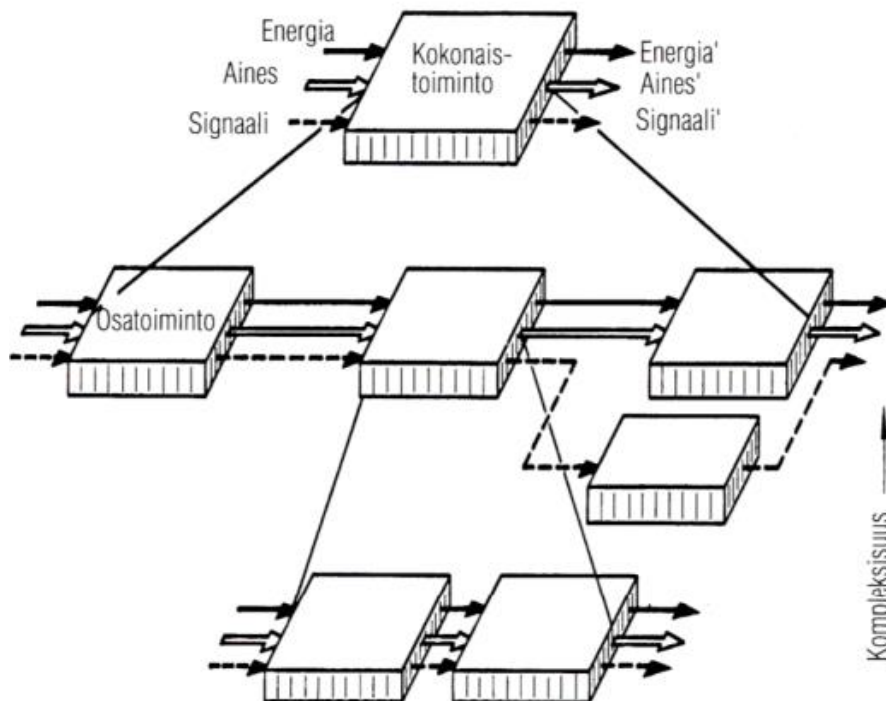 Energia
Aines
Signaali
Kokonais-
toiminto
Energia'
Aines'
Signaali'
Osatoiminto
Kompleksisuus